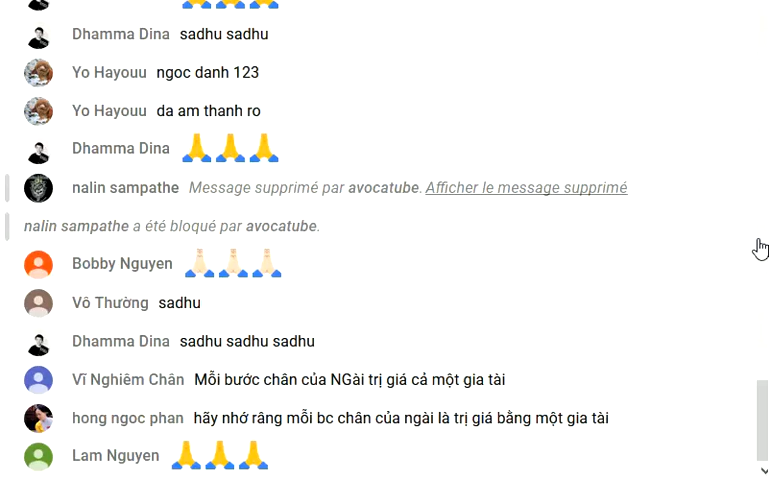 Dhamma Dina sadhu sadhu
Yo Hayouu ngoc danh 123
Yo Hayouu da am thanh ro
Dhamma Dina 🙏🙏🙏
nalin sampathe Message supprimé par avocatube. Afficher le message supprimé
nalin sampathe a été bloqué par avocatube.
Bobby Nguyen 🙏🏻🙏🏻🙏🏻
Vô Thường sadhu
Dhamma Dina sadhu sadhu sadhu
Vĩ Nghiêm Chân Mỗi bước chân của NGài trị giá cả một gia tài
hong ngoc phan hãy nhớ râng mỗi bc chân của ngài là trị giá bằng một gia tài
Lam Nguyen 🙏🙏🙏